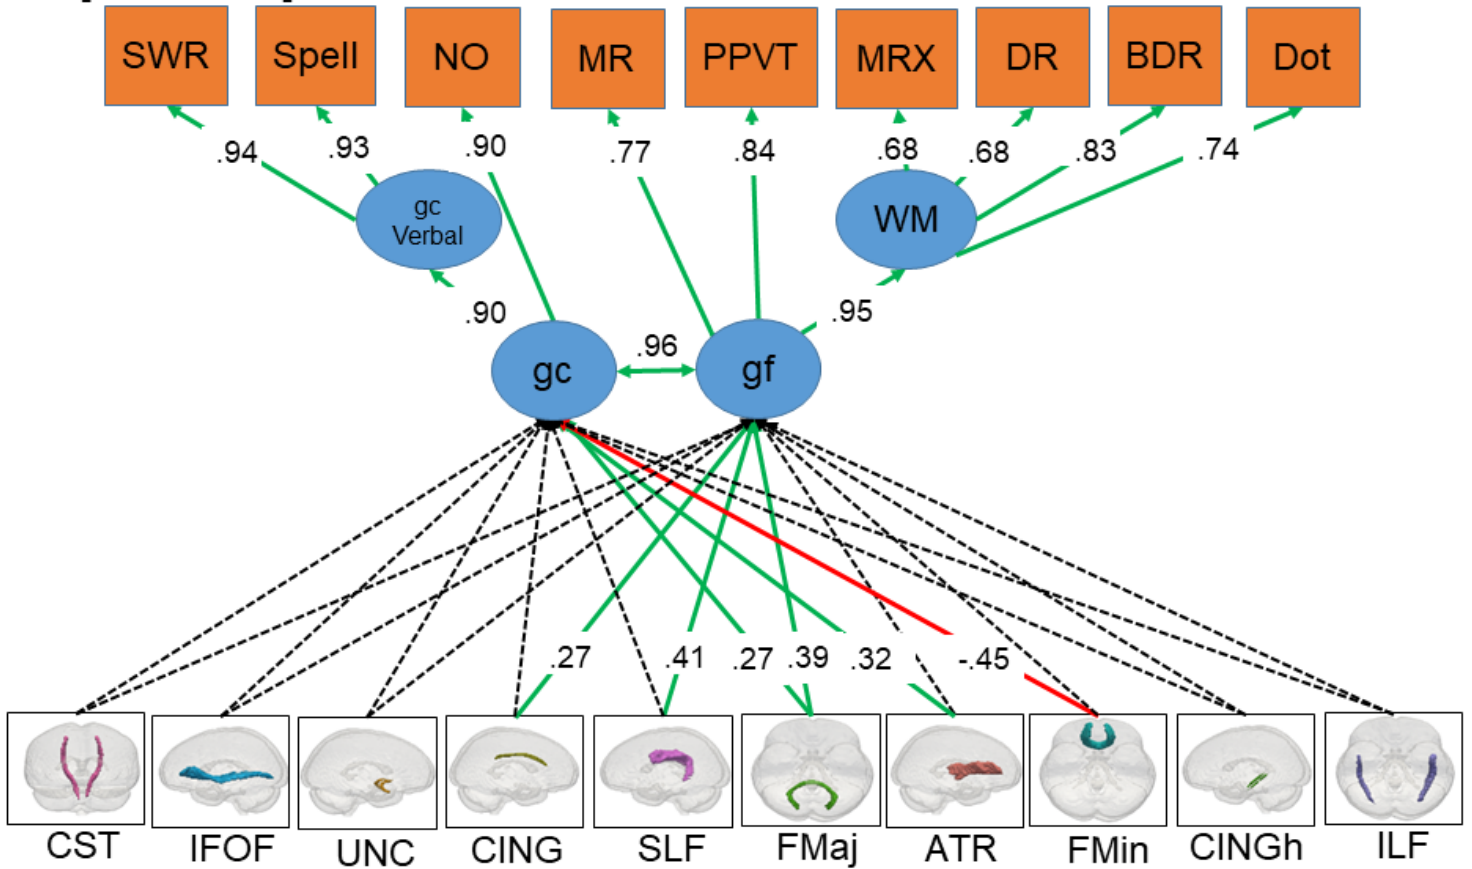 SWR
Spell
NO
MR
PPVT
MRX
DR
BDR
Dot
.94
.93
.90
.77
.84
.68
.68
.83
.74
gc
Verbal
WM
.90
.95
.96
gc
gf
.27
.41
.27
.39
.32
-.45
CST
IFOF
UNC
CING
SLF
FMaj
ATR
FMin
CINGh
ILF